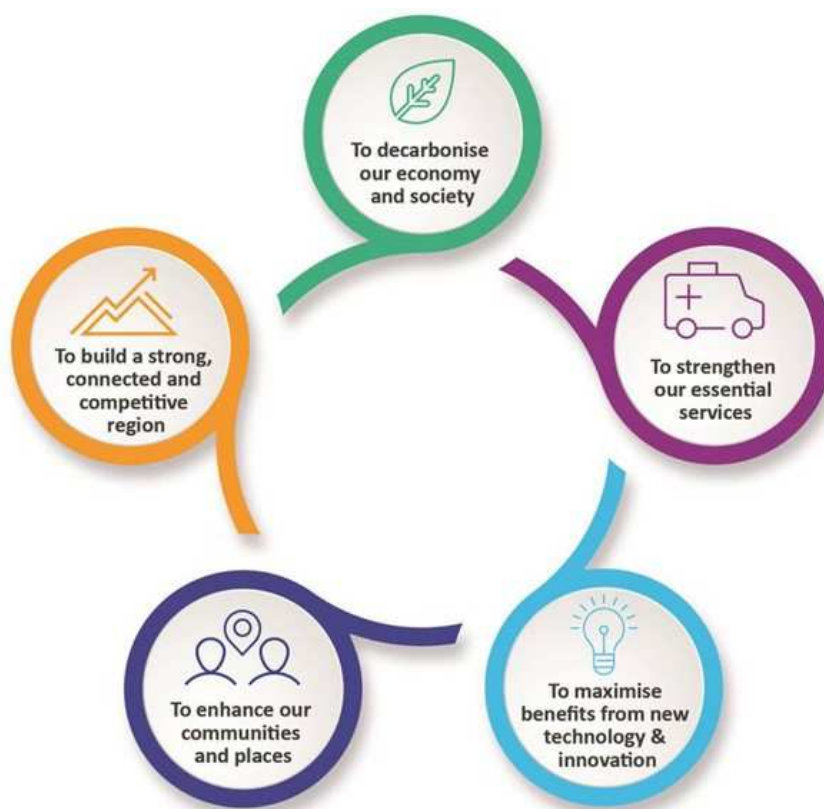 To decarbonise
our economy
and society
To strengthen
our essential
services
To maximise
benefits from new
technology &
innovation
To enhance our
communities
and places
To build a strong,
connected and
competitive
region